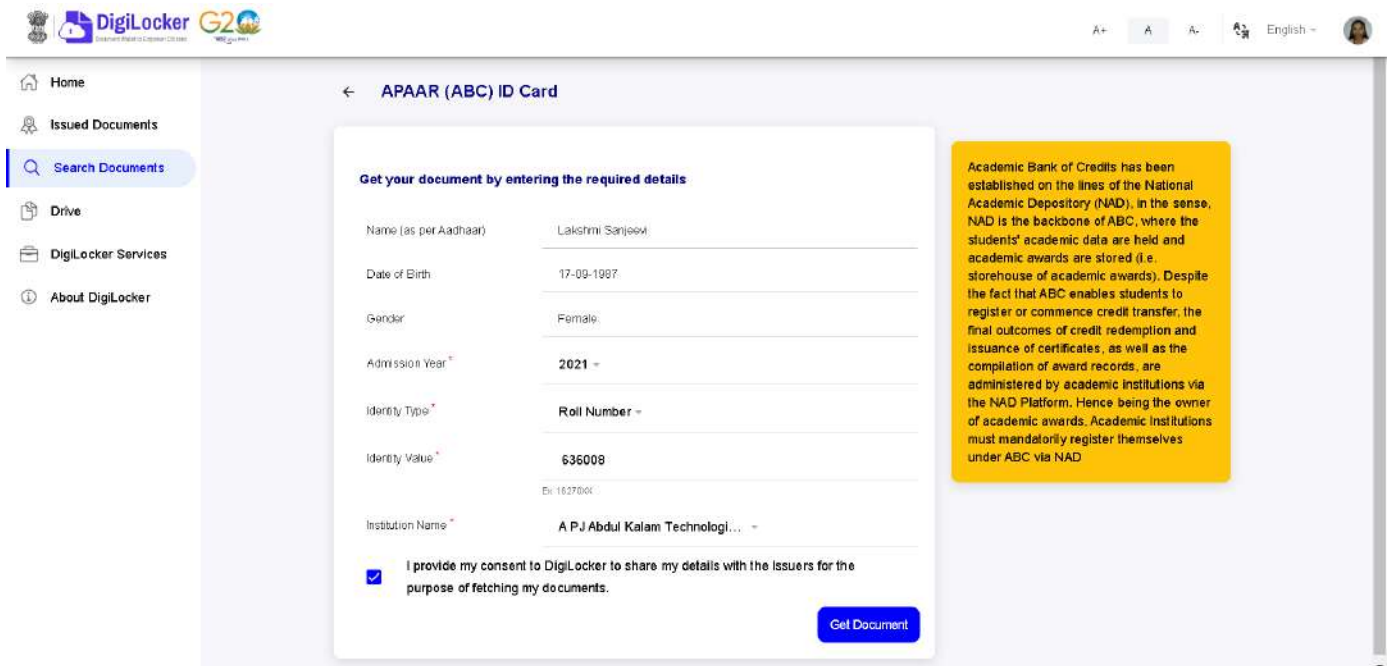 DigiLocker
A+ A A- English
Home
Issued Documents
Search Documents
Drive
DigiLocker Services
About DigiLocker
APAAR (ABC) ID Card
Get your document by entering the required details
Name (as per Aadhaar) Lakshmi Sanjeevi
Date of Birth 17-09-1987
Gender Female
Admission Year * 2021
Identity Type * Roll Number
Identity Value * 636008
Ex: 16270XX
Institution Name * A P J Abdul Kalam Technologi...
I provide my consent to DigiLocker to share my details with the issuers for the
purpose of fetching my documents.
Get Document
Academic Bank of Credits has been
established on the lines of the National
Academic Depository (NAD), in the sense,
NAD is the backbone of ABC, where the
students' academic data are held and
academic awards are stored (i.e.
storehouse of academic awards). Despite
the fact that ABC enables students to
register or commence credit transfer, the
final outcomes of credit redemption and
issuance of certificates, as well as the
compilation of award records, are
administered by academic institutions via
the NAD Platform. Hence being the owner
of academic awards, Academic Institutions
must mandatorily register themselves
under ABC via NAD